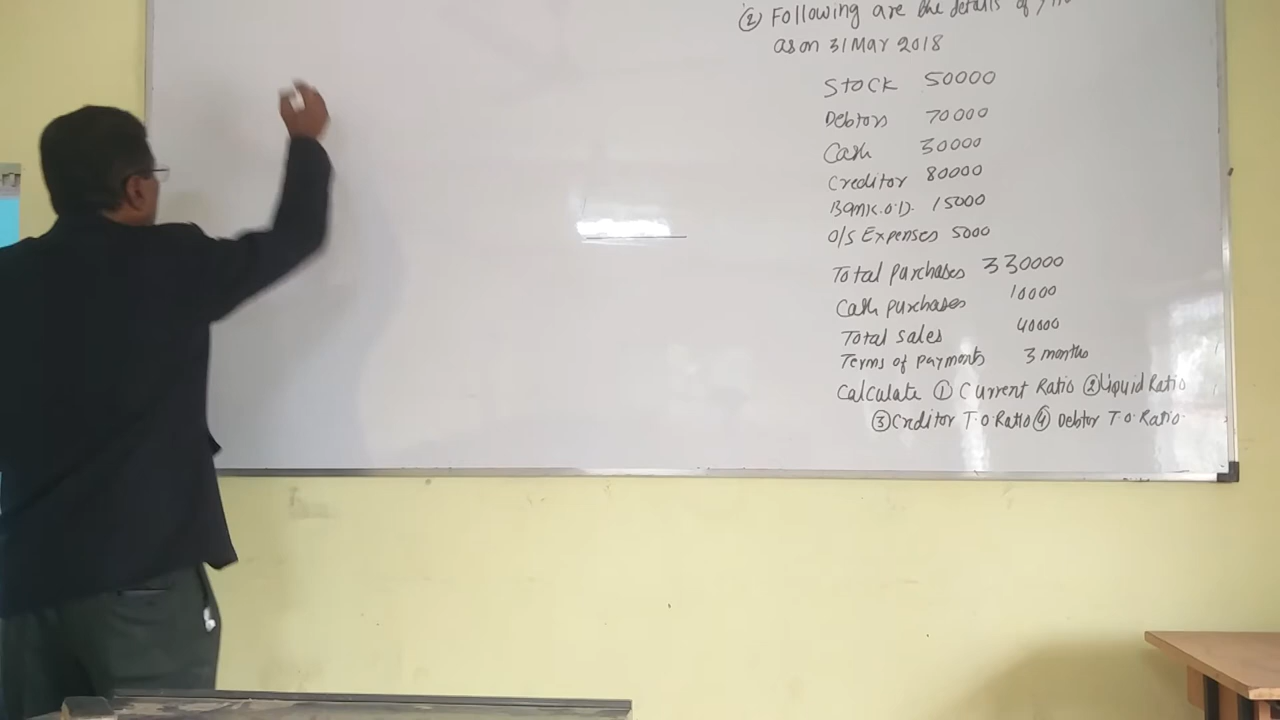 ② Following are the details of
as on 31 Mar 2018
Stock 50000
Debtors 70000
Cash 30000
Creditor 80000
Bank O.D. 15000
O/S Expenses 5000
Total purchases 330000
Cash purchases 10000
Total sales 40000
Terms of payments 3 months
Calculate ① Current Ratio ② Liquid Ratio
③ Creditor T.O. Ratio ④ Debtor T.O. Ratio.